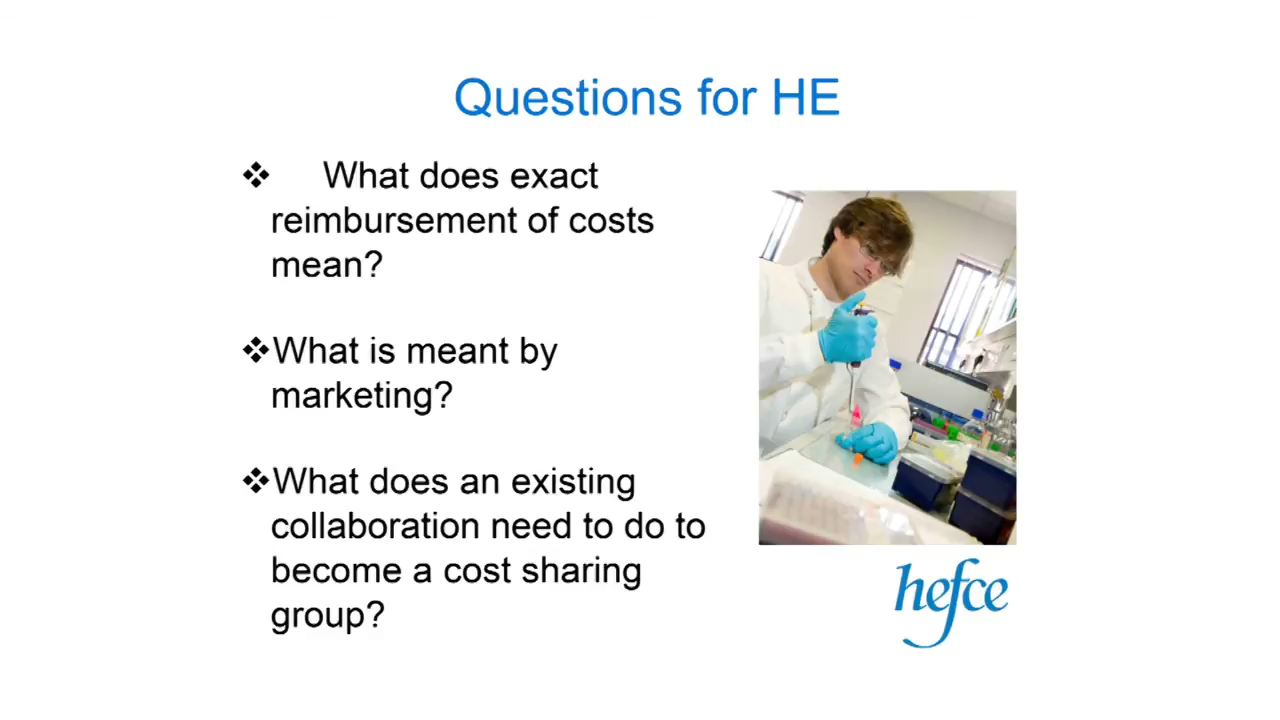 Questions for HE
❖ What does exact
reimbursement of costs
mean?
❖What is meant by
marketing?
❖What does an existing
collaboration need to do to
become a cost sharing
group?
hefce